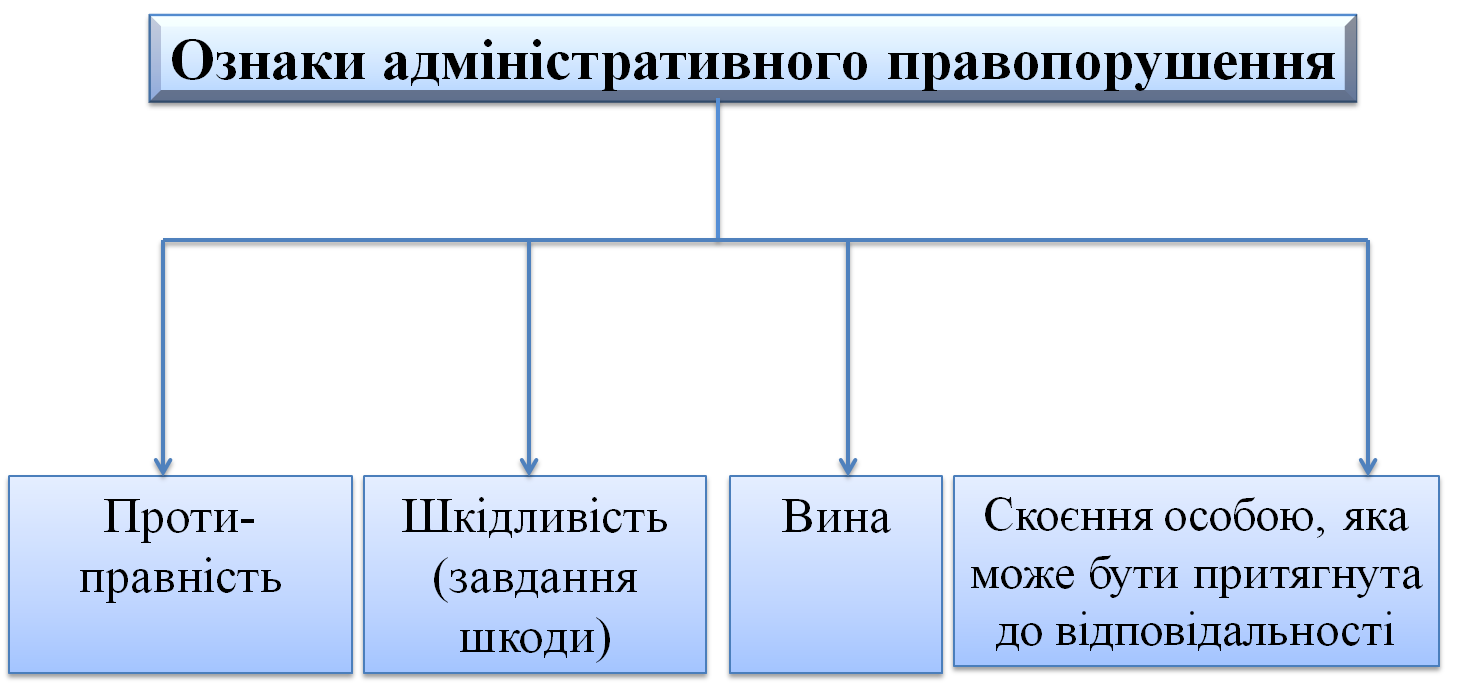 Ознаки адміністративного правопорушення
Проти-
правність
Шкідливість
(завдання
шкоди)
Вина
Скоєння особою, яка
може бути притягнута
до відповідальності